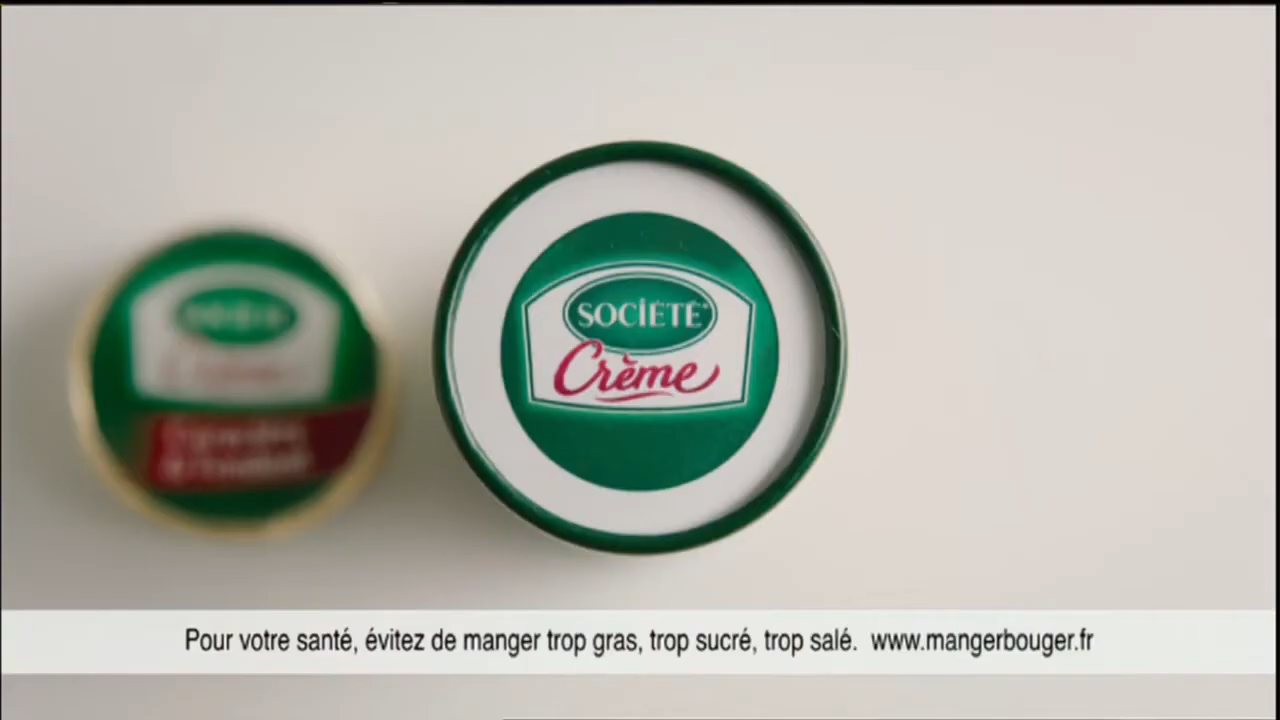 SOCIÉTÉ
Crème
Pour votre santé, évitez de manger trop gras, trop sucré, trop salé. www.mangerbouger.fr